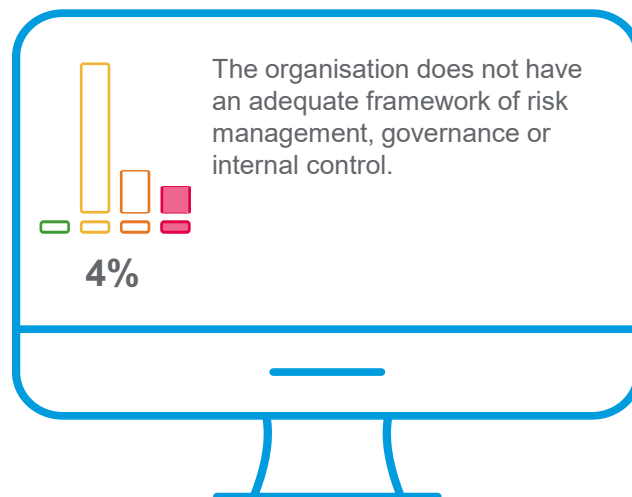 The organisation does not have
an adequate framework of risk
management, governance or
internal control.
4%